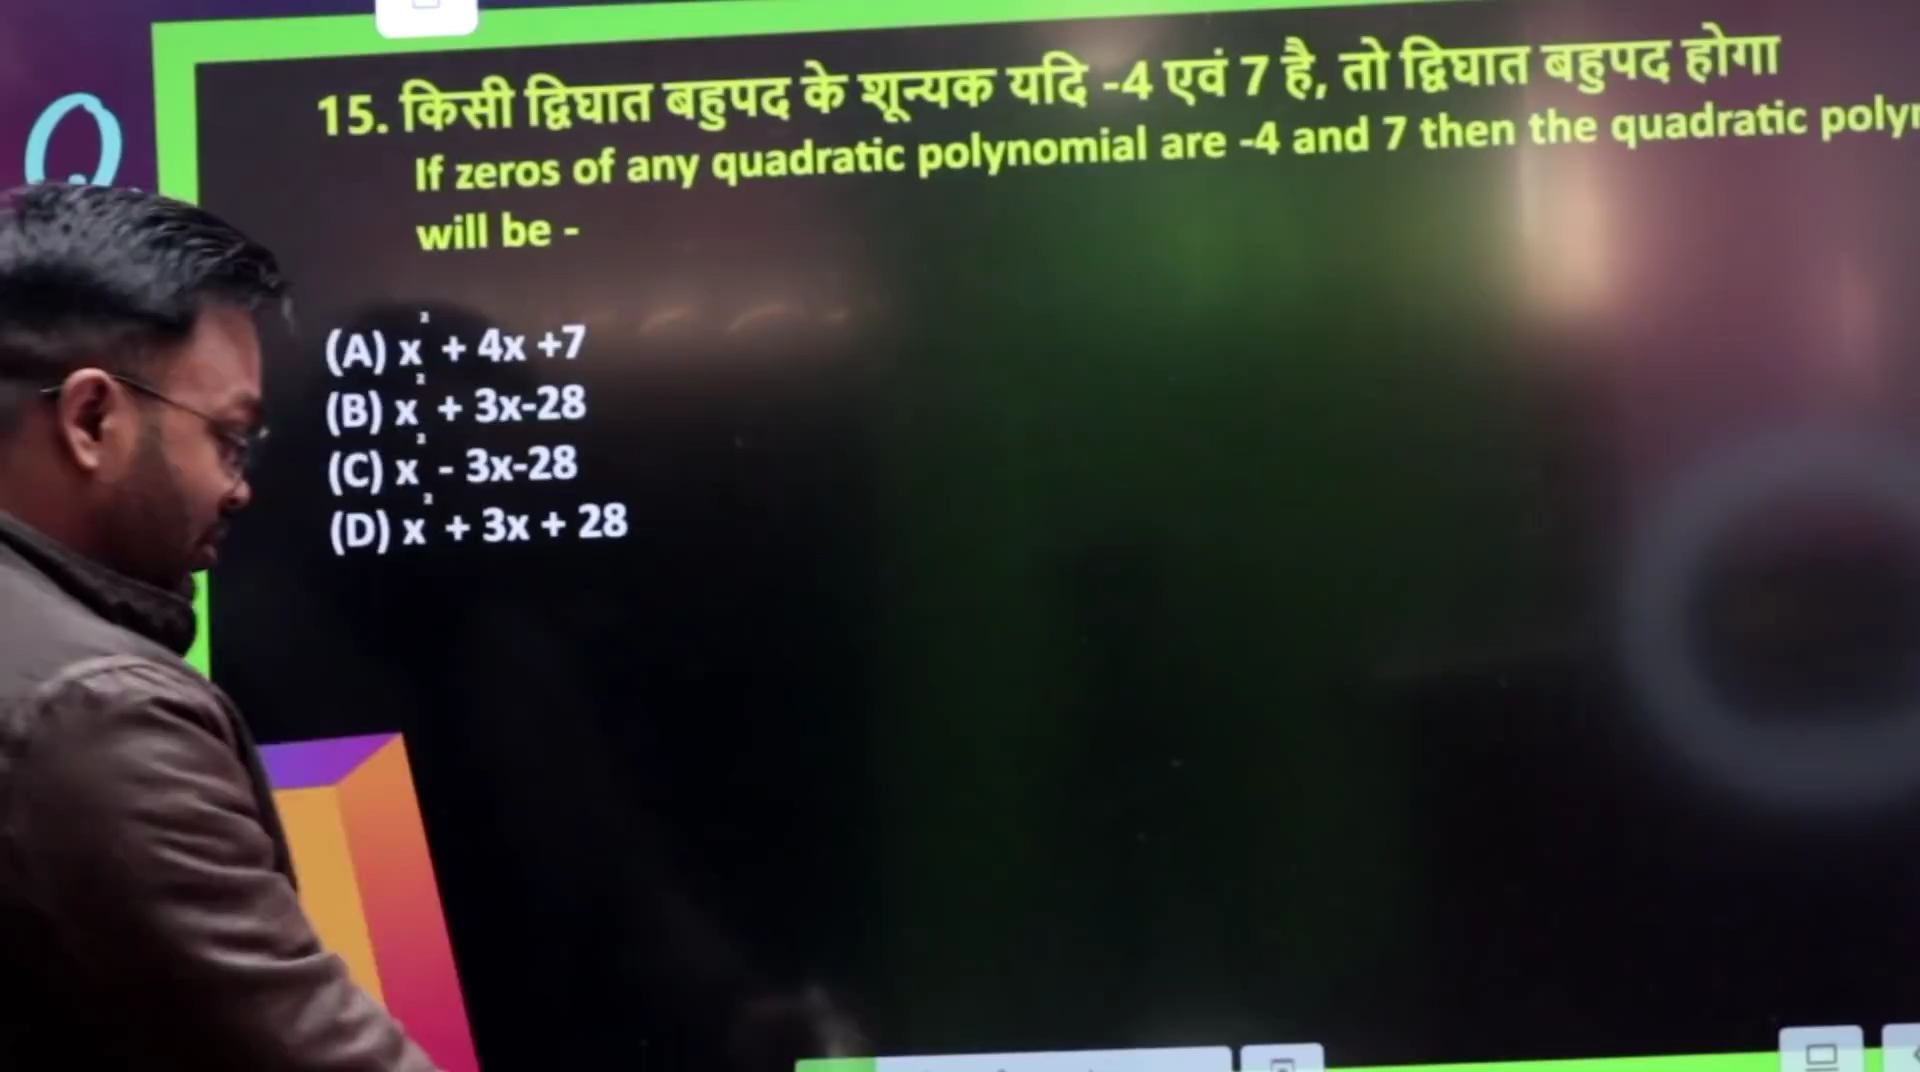 15. किसी द्विघात बहुपद के शून्यक यदि -4 एवं 7 है, तो द्विघात बहुपद होगा
If zeros of any quadratic polynomial are -4 and 7 then the quadratic
will be -
(A) x² + 4x +7
(B) x² + 3x-28
(C) x² - 3x-28
(D) x² + 3x + 28